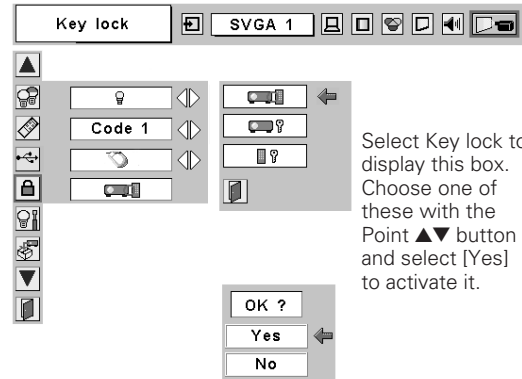 Key lock
SVGA 1
Code 1
Select Key lock to
display this box.
Choose one of
these with the
Point ▲▼ button
and select [Yes]
to activate it.
OK ?
Yes
No